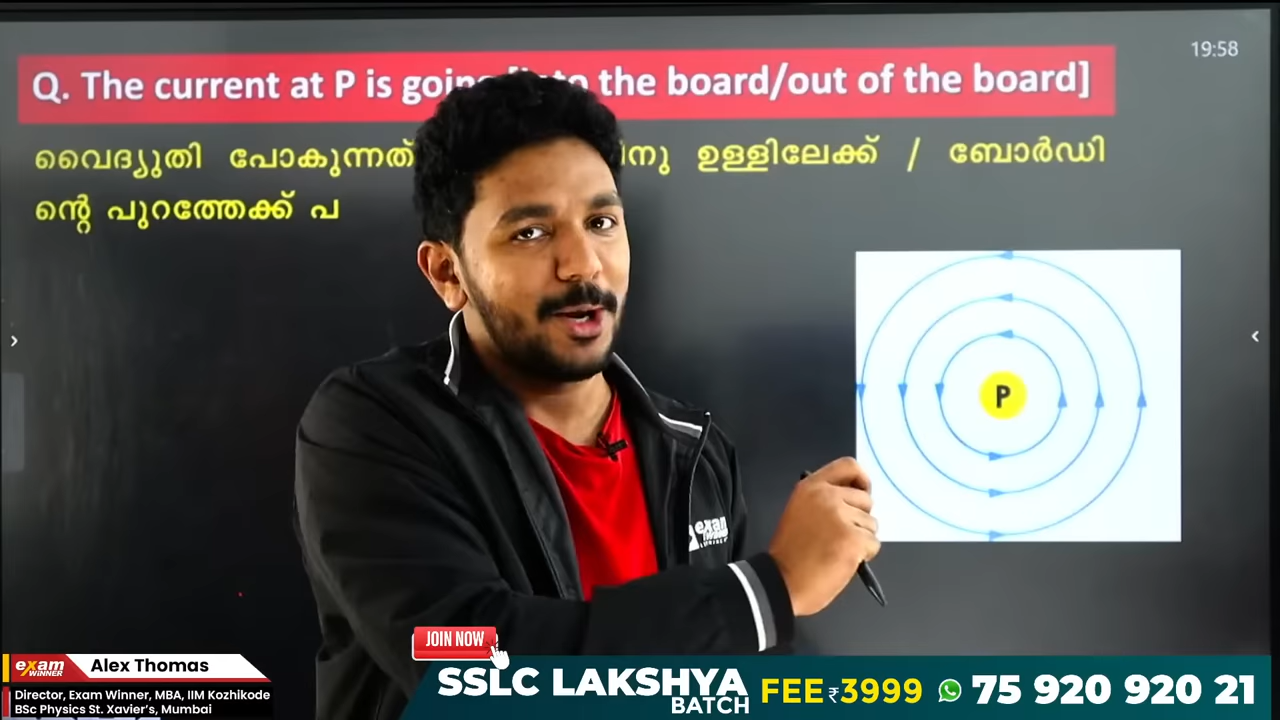 19:58
Q. The current at P is going to the board/out of the board]
വൈദ്യുതി പോകുന്നത് ഉള്ളിലേക്ക് / ബോർഡി
ന്റെ പുറത്തേക്ക് പ
P
exam
JOIN NOW
exam WiNNER Alex Thomas
Director, Exam Winner, MBA, IIM Kozhikode
BSc Physics St. Xavier's, Mumbai
SSLC LAKSHYA
BATCH
FEE ₹3999
75 920 920 21